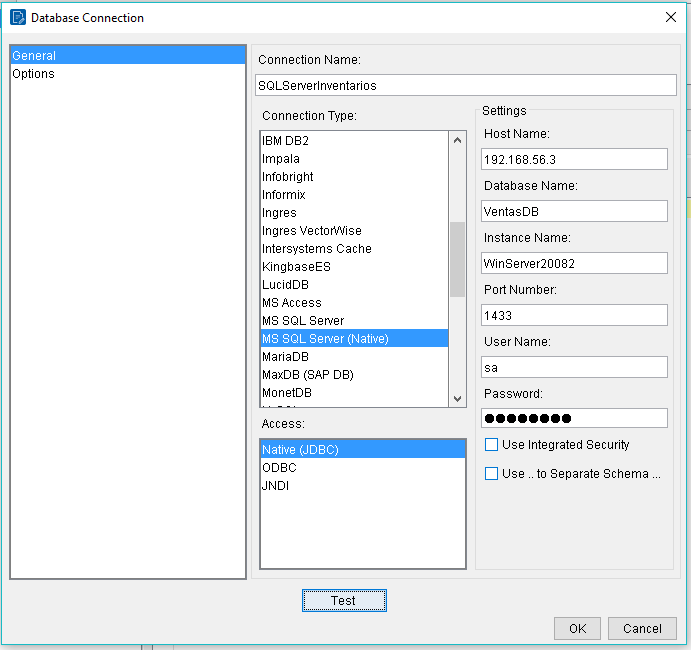 Database Connection
General
Options
Connection Name:
SQLServerInventarios
Connection Type:
IBM DB2
Impala
Infobright
Informix
Ingres
Ingres VectorWise
Intersystems Cache
KingbaseES
LucidDB
MS Access
MS SQL Server
MS SQL Server (Native)
MariaDB
MaxDB (SAP DB)
MonetDB
Access:
Native (JDBC)
ODBC
JNDI
Settings
Host Name:
192.168.56.3
Database Name:
VentasDB
Instance Name:
WinServer20082
Port Number:
1433
User Name:
sa
Password:
●●●●●●●●
Use Integrated Security
Use .. to Separate Schema ...
Test
OK
Cancel